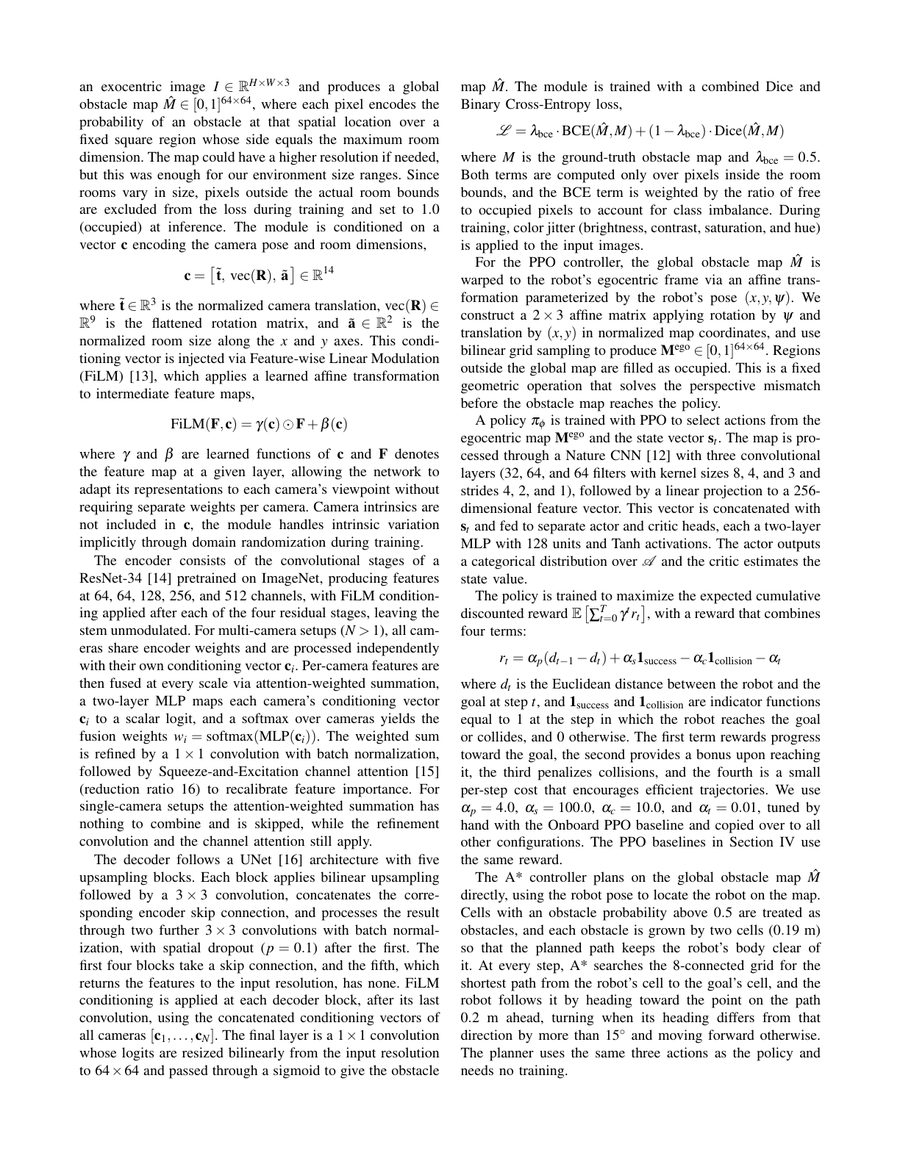 an exocentric image I ∈ ℝ^{H×W×3} and produces a global
obstacle map M̂ ∈ [0,1]^{64×64}, where each pixel encodes the
probability of an obstacle at that spatial location over a
fixed square region whose side equals the maximum room
dimension. The map could have a higher resolution if needed,
but this was enough for our environment size ranges. Since
rooms vary in size, pixels outside the actual room bounds
are excluded from the loss during training and set to 1.0
(occupied) at inference. The module is conditioned on a
vector c encoding the camera pose and room dimensions,
c = [t̃, vec(R), ã] ∈ ℝ^{14}
where t̃ ∈ ℝ^3 is the normalized camera translation, vec(R) ∈
ℝ^9 is the flattened rotation matrix, and ã ∈ ℝ^2 is the
normalized room size along the x and y axes. This condi-
tioning vector is injected via Feature-wise Linear Modulation
(FiLM) [13], which applies a learned affine transformation
to intermediate feature maps,
FiLM(F,c) = γ(c) ⊙ F + β(c)
where γ and β are learned functions of c and F denotes
the feature map at a given layer, allowing the network to
adapt its representations to each camera's viewpoint without
requiring separate weights per camera. Camera intrinsics are
not included in c, the module handles intrinsic variation
implicitly through domain randomization during training.
The encoder consists of the convolutional stages of a
ResNet-34 [14] pretrained on ImageNet, producing features
at 64, 64, 128, 256, and 512 channels, with FiLM condition-
ing applied after each of the four residual stages, leaving the
stem unmodulated. For multi-camera setups (N > 1), all cam-
eras share encoder weights and are processed independently
with their own conditioning vector c_i. Per-camera features are
then fused at every scale via attention-weighted summation,
a two-layer MLP maps each camera's conditioning vector
c_i to a scalar logit, and a softmax over cameras yields the
fusion weights w_i = softmax(MLP(c_i)). The weighted sum
is refined by a 1 × 1 convolution with batch normalization,
followed by Squeeze-and-Excitation channel attention [15]
(reduction ratio 16) to recalibrate feature importance. For
single-camera setups the attention-weighted summation has
nothing to combine and is skipped, while the refinement
convolution and the channel attention still apply.
The decoder follows a UNet [16] architecture with five
upsampling blocks. Each block applies bilinear upsampling
followed by a 3 × 3 convolution, concatenates the corre-
sponding encoder skip connection, and processes the result
through two further 3 × 3 convolutions with batch normal-
ization, with spatial dropout (p = 0.1) after the first. The
first four blocks take a skip connection, and the fifth, which
returns the features to the input resolution, has none. FiLM
conditioning is applied at each decoder block, after its last
convolution, using the concatenated conditioning vectors of
all cameras [c_1,...,c_N]. The final layer is a 1 × 1 convolution
whose logits are resized bilinearly from the input resolution
to 64 × 64 and passed through a sigmoid to give the obstacle
map M̂. The module is trained with a combined Dice and
Binary Cross-Entropy loss,
ℒ = λ_bce · BCE(M̂,M) + (1 − λ_bce) · Dice(M̂,M)
where M is the ground-truth obstacle map and λ_bce = 0.5.
Both terms are computed only over pixels inside the room
bounds, and the BCE term is weighted by the ratio of free
to occupied pixels to account for class imbalance. During
training, color jitter (brightness, contrast, saturation, and hue)
is applied to the input images.
For the PPO controller, the global obstacle map M̂ is
warped to the robot's egocentric frame via an affine trans-
formation parameterized by the robot's pose (x,y,ψ). We
construct a 2 × 3 affine matrix applying rotation by ψ and
translation by (x,y) in normalized map coordinates, and use
bilinear grid sampling to produce M^ego ∈ [0,1]^{64×64}. Regions
outside the global map are filled as occupied. This is a fixed
geometric operation that solves the perspective mismatch
before the obstacle map reaches the policy.
A policy π_ϕ is trained with PPO to select actions from the
egocentric map M^ego and the state vector s_t. The map is pro-
cessed through a Nature CNN [12] with three convolutional
layers (32, 64, and 64 filters with kernel sizes 8, 4, and 3 and
strides 4, 2, and 1), followed by a linear projection to a 256-
dimensional feature vector. This vector is concatenated with
s_t and fed to separate actor and critic heads, each a two-layer
MLP with 128 units and Tanh activations. The actor outputs
a categorical distribution over 𝒜 and the critic estimates the
state value.
The policy is trained to maximize the expected cumulative
discounted reward 𝔼[∑_{t=0}^{T} γ^t r_t], with a reward that combines
four terms:
r_t = α_p(d_{t−1} − d_t) + α_s 1_success − α_c 1_collision − α_t
where d_t is the Euclidean distance between the robot and the
goal at step t, and 1_success and 1_collision are indicator functions
equal to 1 at the step in which the robot reaches the goal
or collides, and 0 otherwise. The first term rewards progress
toward the goal, the second provides a bonus upon reaching
it, the third penalizes collisions, and the fourth is a small
per-step cost that encourages efficient trajectories. We use
α_p = 4.0, α_s = 100.0, α_c = 10.0, and α_t = 0.01, tuned by
hand with the Onboard PPO baseline and copied over to all
other configurations. The PPO baselines in Section IV use
the same reward.
The A* controller plans on the global obstacle map M̂
directly, using the robot pose to locate the robot on the map.
Cells with an obstacle probability above 0.5 are treated as
obstacles, and each obstacle is grown by two cells (0.19 m)
so that the planned path keeps the robot's body clear of
it. At every step, A* searches the 8-connected grid for the
shortest path from the robot's cell to the goal's cell, and the
robot follows it by heading toward the point on the path
0.2 m ahead, turning when its heading differs from that
direction by more than 15° and moving forward otherwise.
The planner uses the same three actions as the policy and
needs no training.